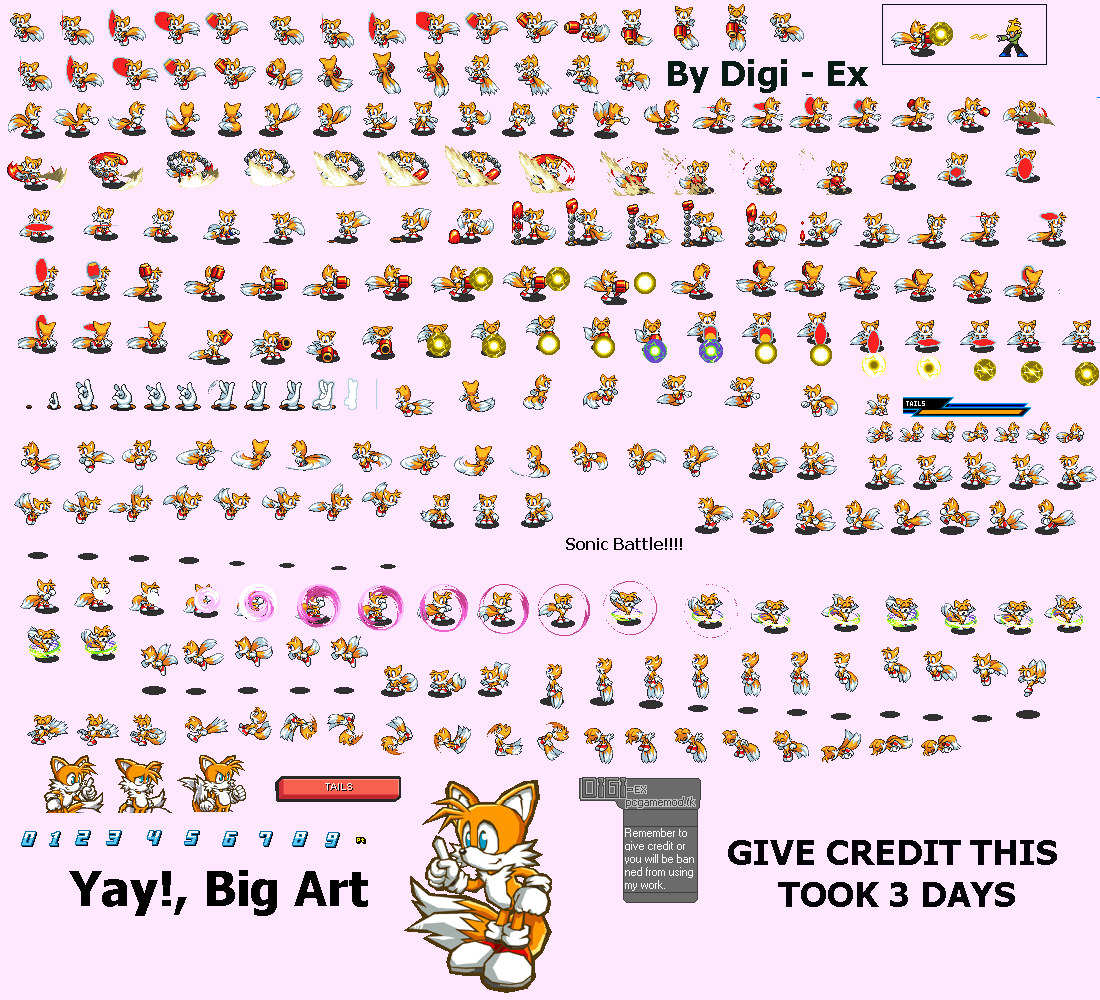 By Digi - Ex
TAILS
Sonic Battle!!!!
TAILS
DiGi-EX
pcgamemod.tk
Remember to
give credit or
you will be ban
ned from using
my work.
0 1 2 3 4 5 6 7 8 9
Yay!, Big Art
GIVE CREDIT THIS
TOOK 3 DAYS